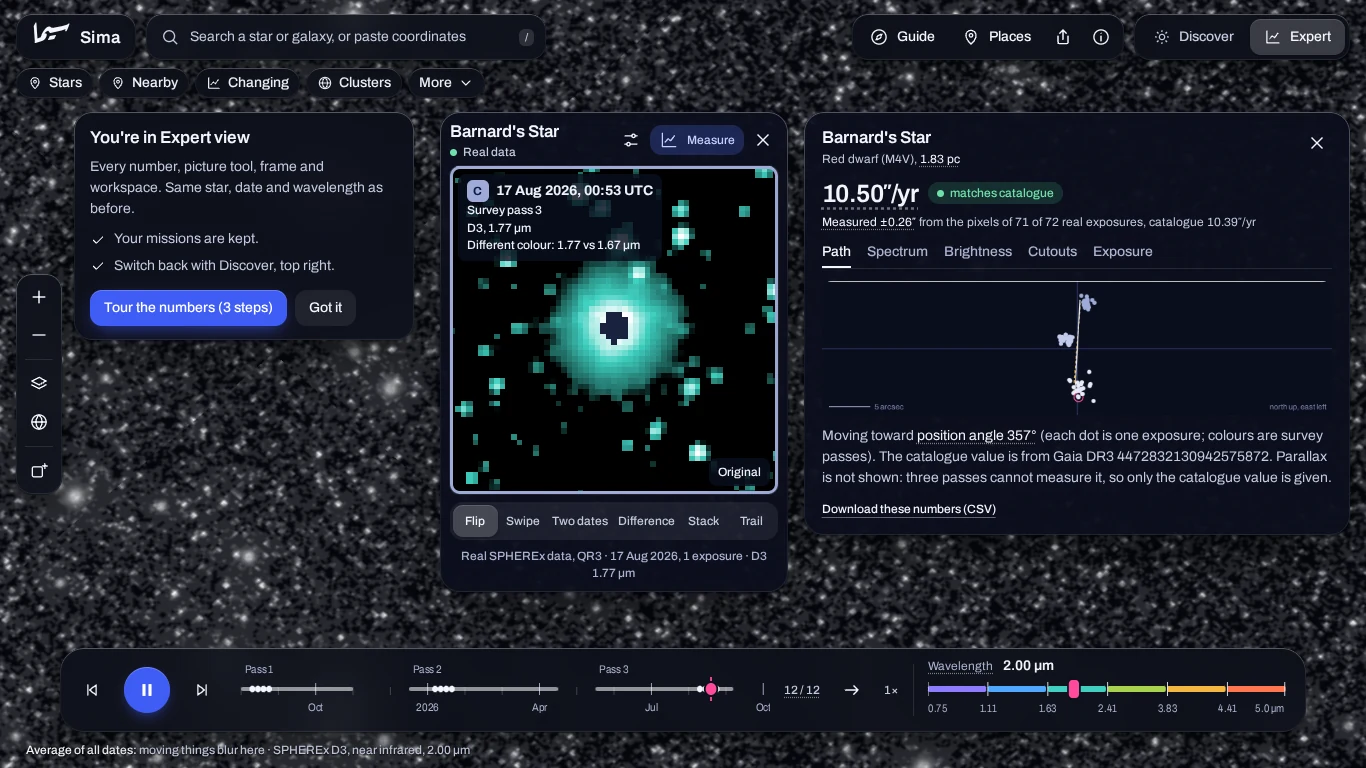 Sima
Search a star or galaxy, or paste coordinates
/
Guide
Places
Discover
Expert
Stars
Nearby
Changing
Clusters
More
You're in Expert view
Every number, picture tool, frame and
workspace. Same star, date and wavelength as
before.
Your missions are kept.
Switch back with Discover, top right.
Tour the numbers (3 steps)
Got it
Barnard's Star
Real data
Measure
C 17 Aug 2026, 00:53 UTC
Survey pass 3
D3, 1.77 µm
Different colour: 1.77 vs 1.67 µm
Original
Flip
Swipe
Two dates
Difference
Stack
Trail
Real SPHEREx data, QR3 · 17 Aug 2026, 1 exposure · D3
1.77 µm
Barnard's Star
Red dwarf (M4V), 1.83 pc
10.50″/yr
matches catalogue
Measured ±0.26″ from the pixels of 71 of 72 real exposures, catalogue 10.39″/yr
Path
Spectrum
Brightness
Cutouts
Exposure
5 arcsec
north up, east left
Moving toward position angle 357° (each dot is one exposure; colours are survey
passes). The catalogue value is from Gaia DR3 4472832130942575872. Parallax
is not shown: three passes cannot measure it, so only the catalogue value is given.
Download these numbers (CSV)
Pass 1
Oct
Pass 2
2026
Apr
Pass 3
Jul
Oct
12 / 12
1×
Wavelength 2.00 µm
0.75
1.11
1.63
2.41
3.83
4.41
5.0 µm
Average of all dates: moving things blur here · SPHEREx D3, near infrared, 2.00 µm